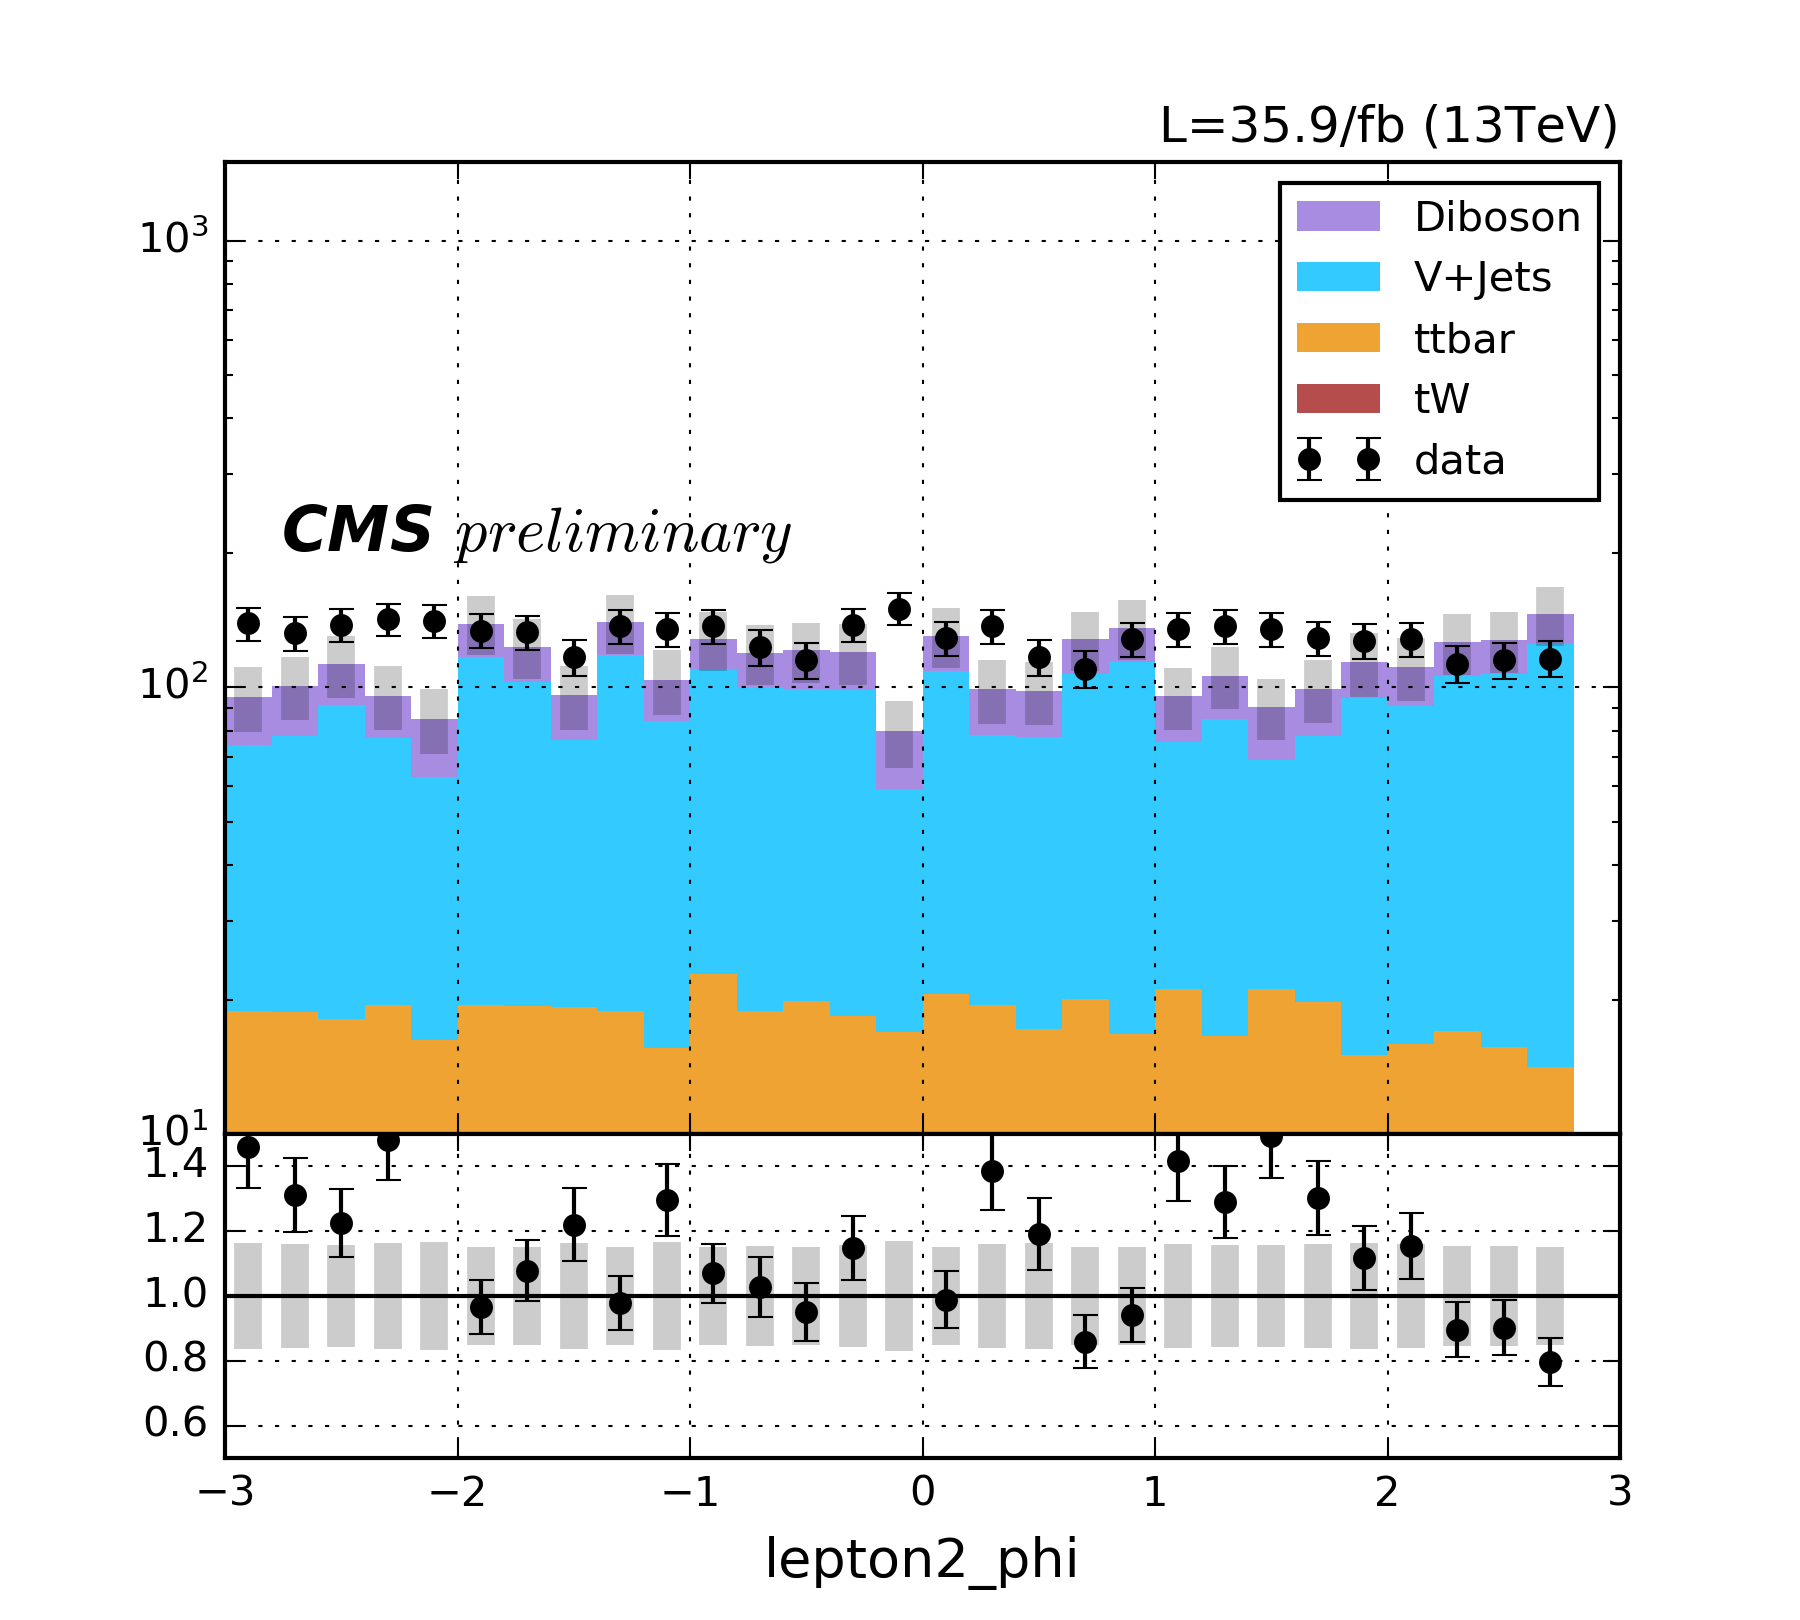 L=35.9/fb (13TeV)
10³
Diboson
V+Jets
ttbar
tW
data
CMS preliminary
10²
10¹
1.4
1.2
1.0
0.8
0.6
−3 −2 −1 0 1 2 3
lepton2_phi